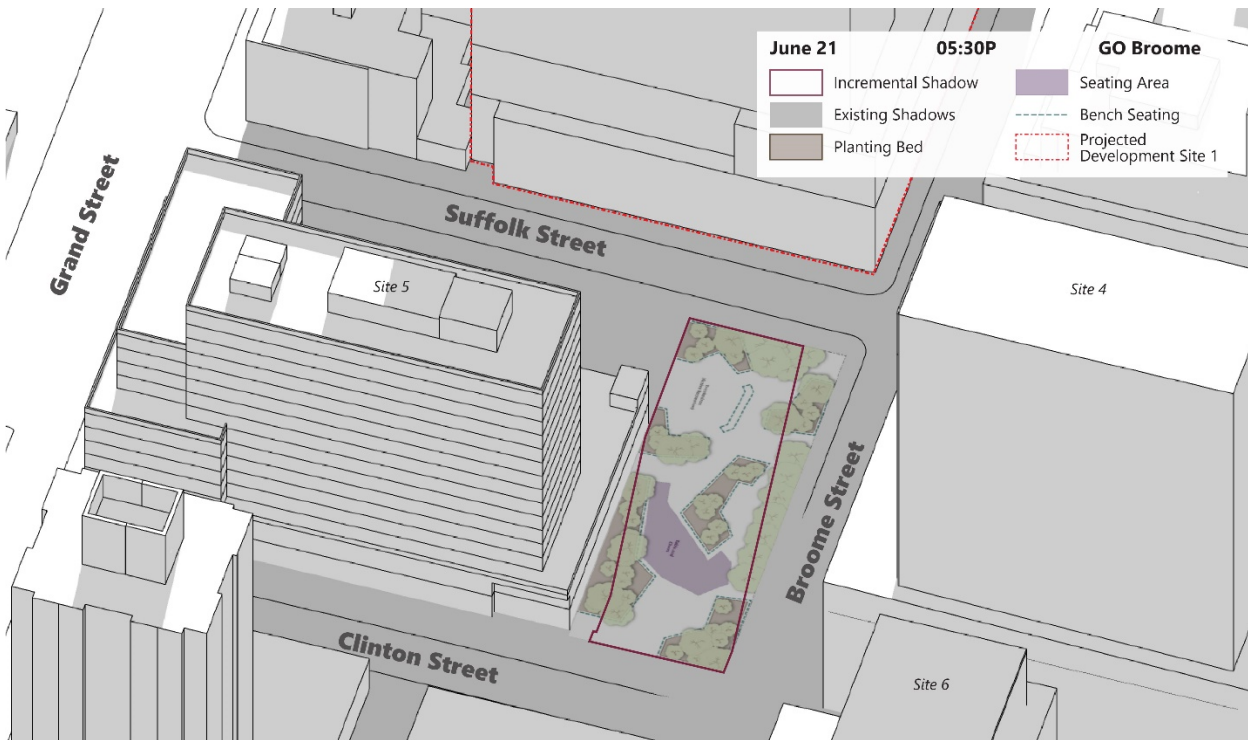 June 21 05:30P GO Broome
Incremental Shadow
Existing Shadows
Planting Bed
Seating Area
Bench Seating
Projected
Development Site 1
Grand Street
Suffolk Street
Site 5
Site 4
Broome Street
Clinton Street
Site 6